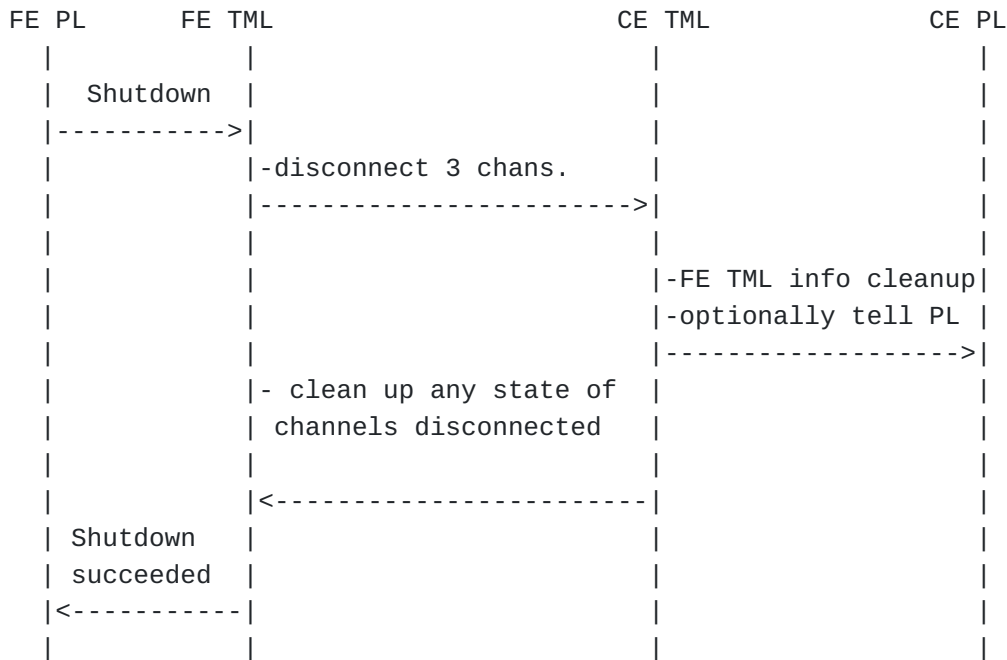 FE PL      FE TML                      CE TML              CE PL
  |            |                         |                    |
  |  Shutdown  |                         |                    |
  |----------->|                         |                    |
  |            |-disconnect 3 chans.     |                    |
  |            |------------------------>|                    |
  |            |                         |                    |
  |            |                         |-FE TML info cleanup|
  |            |                         |-optionally tell PL |
  |            |                         |------------------->|
  |            |- clean up any state of  |                    |
  |            | channels disconnected   |                    |
  |            |                         |                    |
  |            |<------------------------|                    |
  | Shutdown   |                         |                    |
  | succeeded  |                         |                    |
  |<-----------|                         |                    |
  |            |                         |                    |